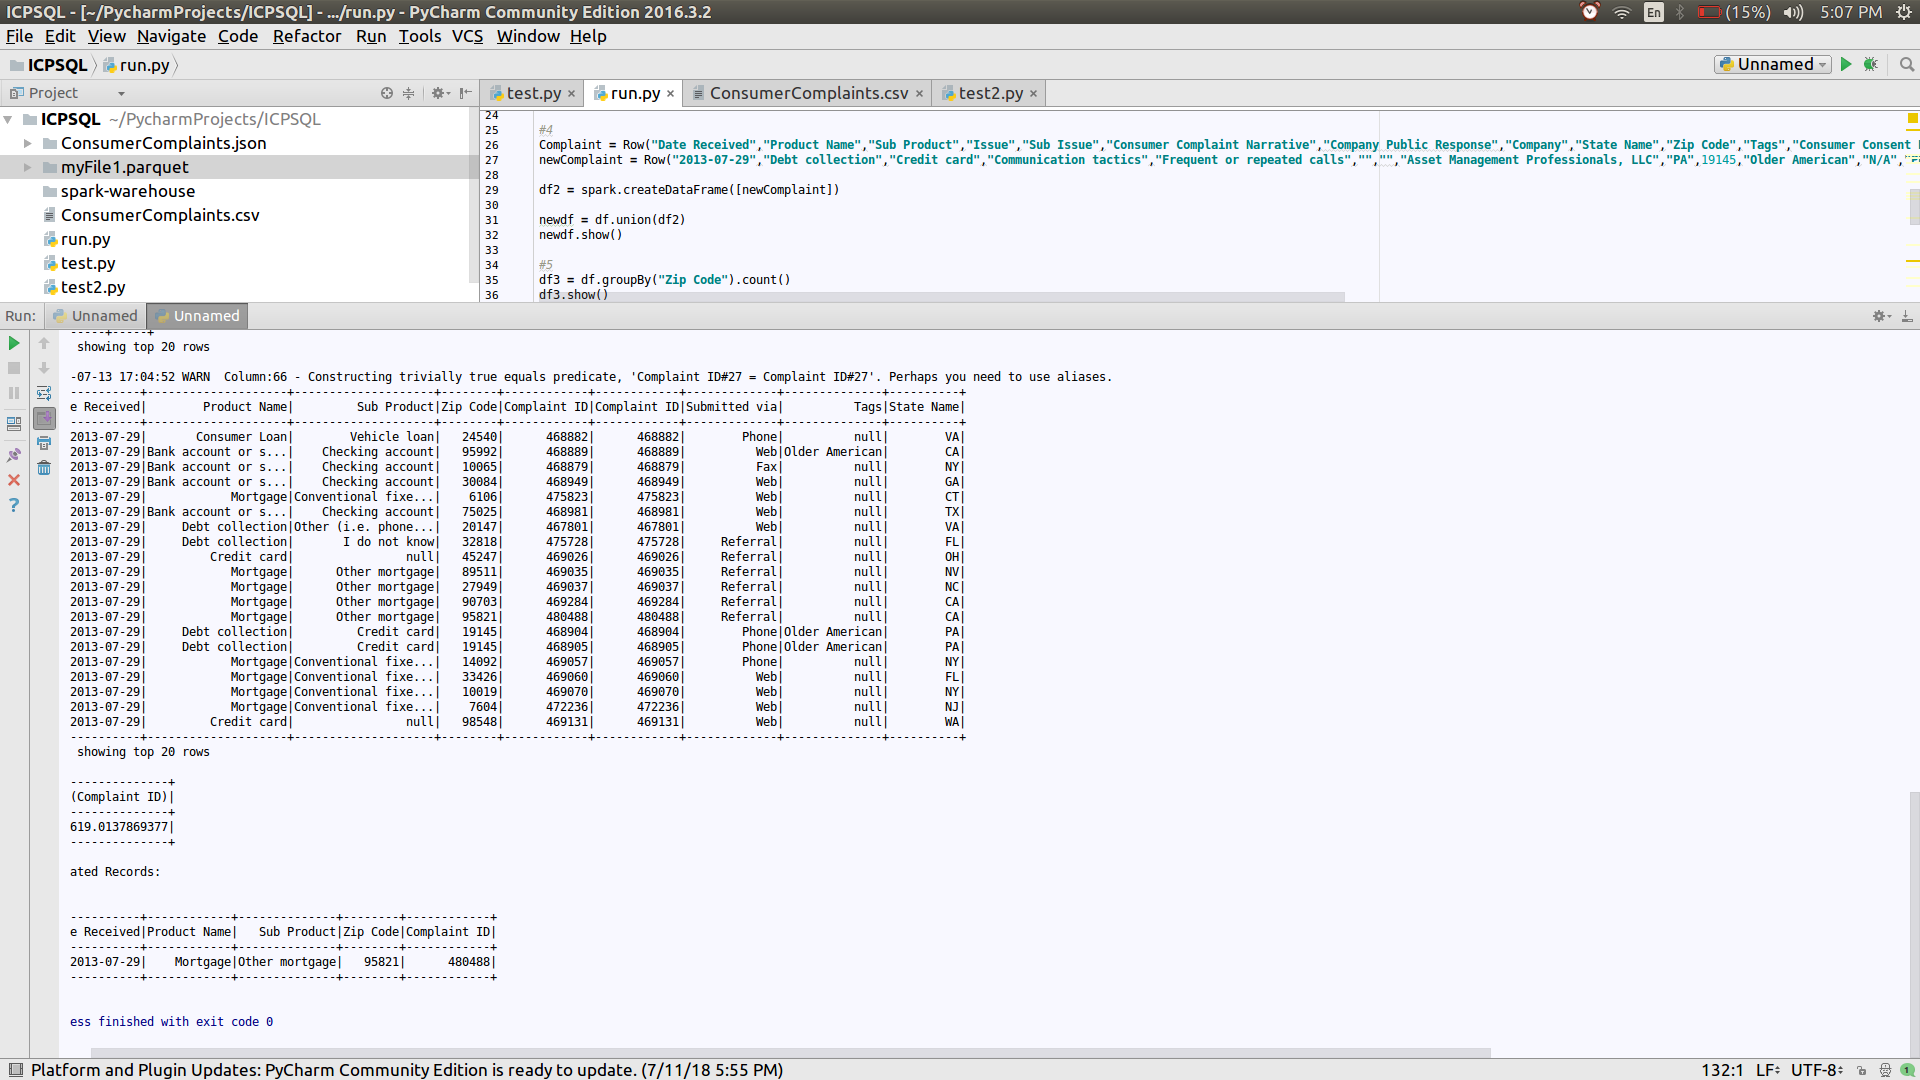 ICPSQL - [~/PycharmProjects/ICPSQL] - .../run.py - PyCharm Community Edition 2016.3.2
En (15%) 5:07 PM
File Edit View Navigate Code Refactor Run Tools VCS Window Help
ICPSQL run.py Unnamed
Project
test.py × run.py × ConsumerComplaints.csv × test2.py ×
ICPSQL ~/PycharmProjects/ICPSQL
ConsumerComplaints.json
myFile1.parquet
spark-warehouse
ConsumerComplaints.csv
run.py
test.py
test2.py
24
25 #4
26 Complaint = Row("Date Received","Product Name","Sub Product","Issue","Sub Issue","Consumer Complaint Narrative","Company Public Response","Company","State Name","Zip Code","Tags","Consumer Consent
27 newComplaint = Row("2013-07-29","Debt collection","Credit card","Communication tactics","Frequent or repeated calls","","","Asset Management Professionals, LLC","PA",19145,"Older American","N/A",
28
29 df2 = spark.createDataFrame([newComplaint])
30
31 newdf = df.union(df2)
32 newdf.show()
33
34 #5
35 df3 = df.groupBy("Zip Code").count()
36 df3.show()
Run: Unnamed Unnamed
-----+-----+
showing top 20 rows
-07-13 17:04:52 WARN  Column:66 - Constructing trivially true equals predicate, 'Complaint ID#27 = Complaint ID#27'. Perhaps you need to use aliases.
----------+--------------------+--------------------+--------+------------+------------+-------------+--------------+----------+
e Received|        Product Name|         Sub Product|Zip Code|Complaint ID|Complaint ID|Submitted via|          Tags|State Name|
----------+--------------------+--------------------+--------+------------+------------+-------------+--------------+----------+
2013-07-29|       Consumer Loan|        Vehicle loan|   24540|      468882|      468882|        Phone|          null|        VA|
2013-07-29|Bank account or s...|    Checking account|   95992|      468889|      468889|          Web|Older American|        CA|
2013-07-29|Bank account or s...|    Checking account|   10065|      468879|      468879|          Fax|          null|        NY|
2013-07-29|Bank account or s...|    Checking account|   30084|      468949|      468949|          Web|          null|        GA|
2013-07-29|            Mortgage|Conventional fixe...|    6106|      475823|      475823|          Web|          null|        CT|
2013-07-29|Bank account or s...|    Checking account|   75025|      468981|      468981|          Web|          null|        TX|
2013-07-29|     Debt collection|Other (i.e. phone...|   20147|      467801|      467801|          Web|          null|        VA|
2013-07-29|     Debt collection|       I do not know|   32818|      475728|      475728|     Referral|          null|        FL|
2013-07-29|         Credit card|                null|   45247|      469026|      469026|     Referral|          null|        OH|
2013-07-29|            Mortgage|      Other mortgage|   89511|      469035|      469035|     Referral|          null|        NV|
2013-07-29|            Mortgage|      Other mortgage|   27949|      469037|      469037|     Referral|          null|        NC|
2013-07-29|            Mortgage|      Other mortgage|   90703|      469284|      469284|     Referral|          null|        CA|
2013-07-29|            Mortgage|      Other mortgage|   95821|      480488|      480488|     Referral|          null|        CA|
2013-07-29|     Debt collection|         Credit card|   19145|      468904|      468904|        Phone|Older American|        PA|
2013-07-29|     Debt collection|         Credit card|   19145|      468905|      468905|        Phone|Older American|        PA|
2013-07-29|            Mortgage|Conventional fixe...|   14092|      469057|      469057|        Phone|          null|        NY|
2013-07-29|            Mortgage|Conventional fixe...|   33426|      469060|      469060|          Web|          null|        FL|
2013-07-29|            Mortgage|Conventional fixe...|   10019|      469070|      469070|          Web|          null|        NY|
2013-07-29|            Mortgage|Conventional fixe...|    7604|      472236|      472236|          Web|          null|        NJ|
2013-07-29|         Credit card|                null|   98548|      469131|      469131|          Web|          null|        WA|
----------+--------------------+--------------------+--------+------------+------------+-------------+--------------+----------+
showing top 20 rows
--------------+
(Complaint ID)|
--------------+
619.0137869377|
--------------+
ated Records:
----------+------------+--------------+--------+------------+
e Received|Product Name|   Sub Product|Zip Code|Complaint ID|
----------+------------+--------------+--------+------------+
2013-07-29|    Mortgage|Other mortgage|   95821|      480488|
----------+------------+--------------+--------+------------+
ess finished with exit code 0
Platform and Plugin Updates: PyCharm Community Edition is ready to update. (7/11/18 5:55 PM) 132:1 LF UTF-8 1